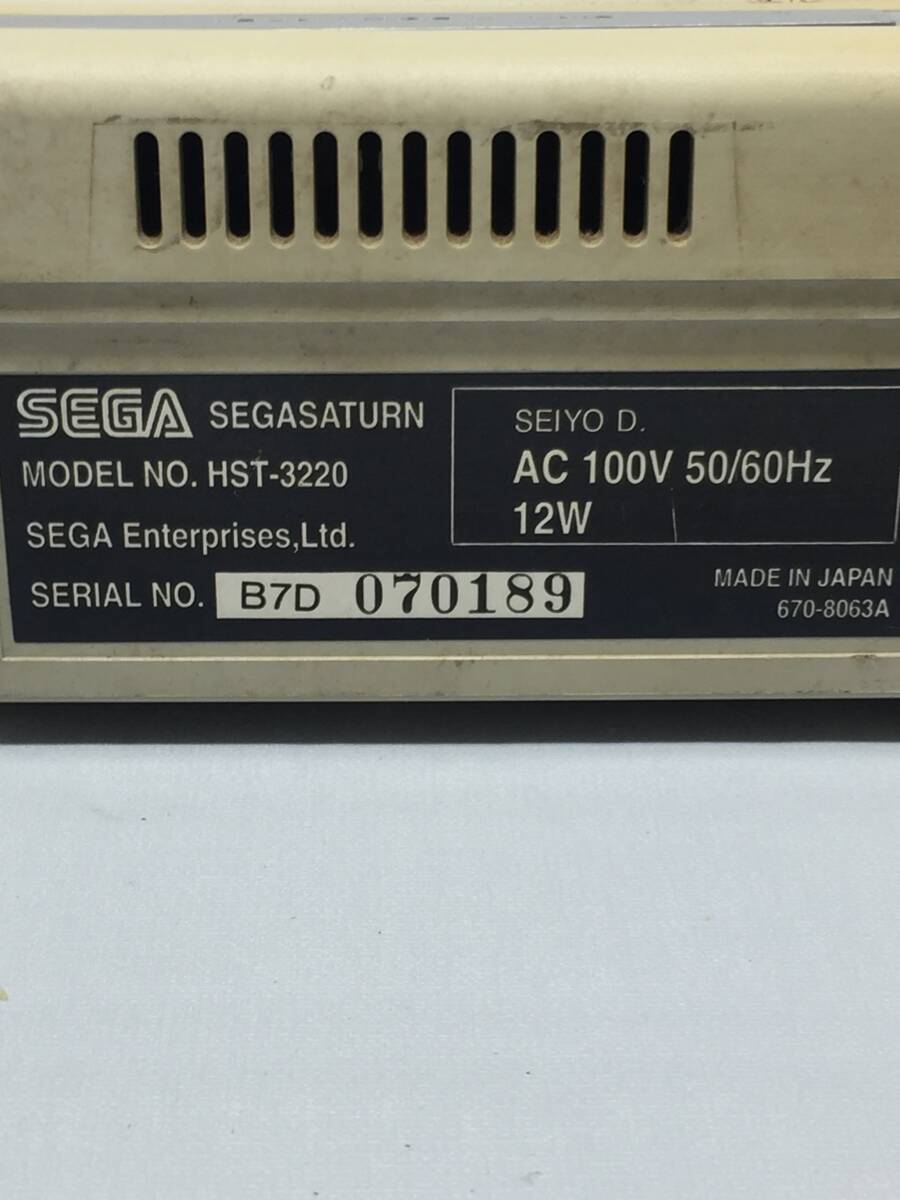 SEGA SEGASATURN
MODEL NO. HST-3220
SEGA Enterprises,Ltd.
SERIAL NO. B7D 070189
SEIYO D.
AC 100V 50/60Hz
12W
MADE IN JAPAN
670-8063A